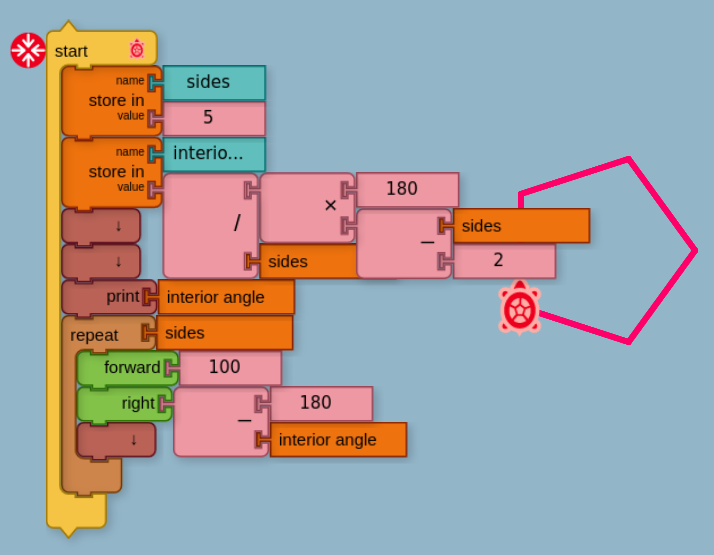 start
name sides
store in
value 5
name interio...
store in
value / × 180
↓ − sides
↓ sides 2
print interior angle
repeat sides
forward 100
right − 180
↓ interior angle